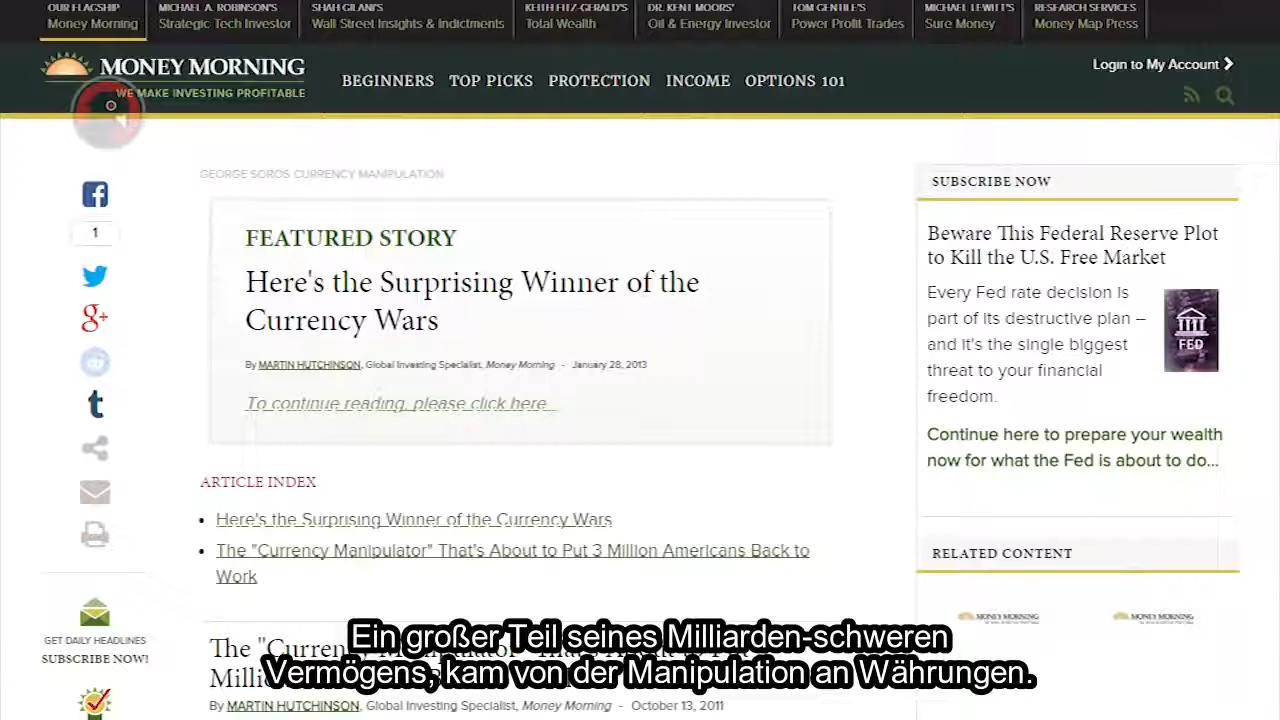 OUR FLAGSHIP
Money Morning
MICHAEL A. ROBINSON'S
Strategic Tech Investor
SHAH GILANI'S
Wall Street Insights & Indictments
KEITH FITZ-GERALD'S
Total Wealth
DR. KENT MOORS'
Oil & Energy Investor
TOM GENTILE'S
Power Profit Trades
MICHAEL LEWITT'S
Sure Money
RESEARCH SERVICES
Money Map Press
MONEY MORNING
WE MAKE INVESTING PROFITABLE
BEGINNERS TOP PICKS PROTECTION INCOME OPTIONS 101
Login to My Account
GEORGE SOROS CURRENCY MANIPULATION
1
FEATURED STORY
Here's the Surprising Winner of the
Currency Wars
By MARTIN HUTCHINSON, Global Investing Specialist, Money Morning - January 28, 2013
To continue reading, please click here...
ARTICLE INDEX
• Here's the Surprising Winner of the Currency Wars
• The "Currency Manipulator" That's About to Put 3 Million Americans Back to
Work
The "Curren
Milli
By MARTIN HUTCHINSON, Global Investing Specialist, Money Morning - October 13, 2011
GET DAILY HEADLINES
SUBSCRIBE NOW!
SUBSCRIBE NOW
Beware This Federal Reserve Plot
to Kill the U.S. Free Market
Every Fed rate decision is
part of its destructive plan –
and it's the single biggest
threat to your financial
freedom.
FED
Continue here to prepare your wealth
now for what the Fed is about to do...
RELATED CONTENT
MONEY MORNING
MONEY MORNING
Ein großer Teil seines Milliarden-schweren
Vermögens, kam von der Manipulation an Währungen.